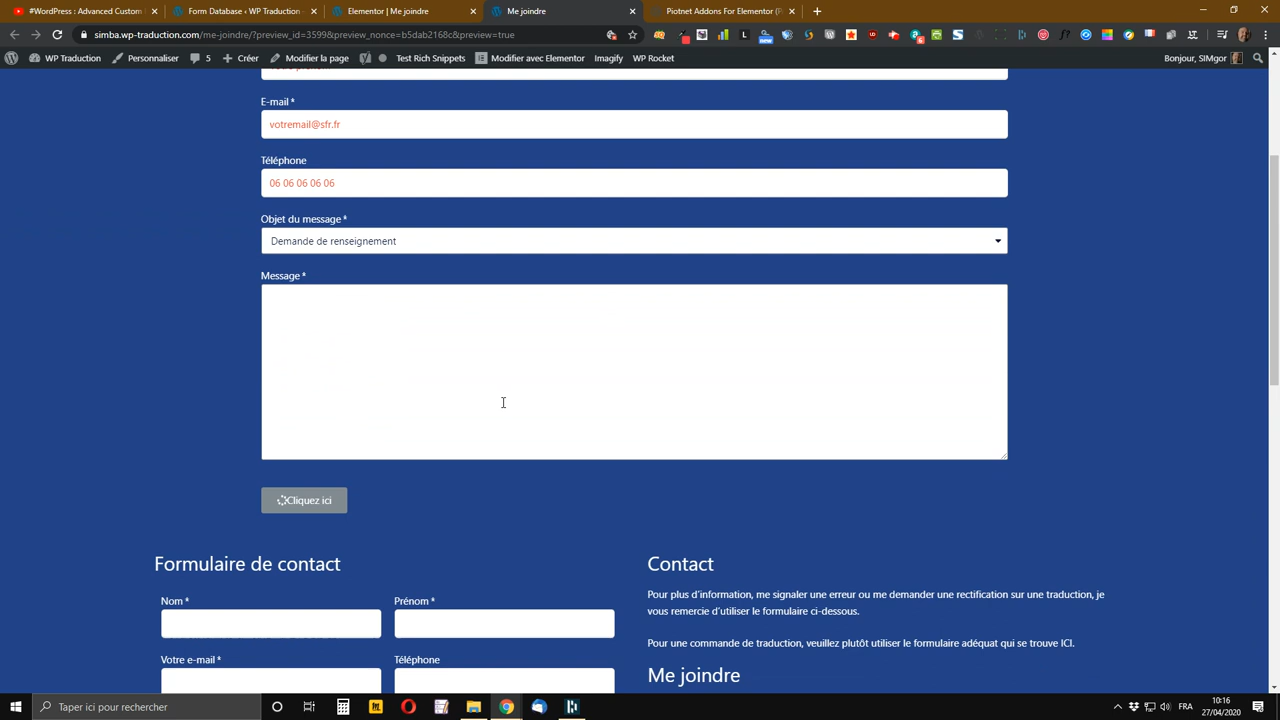 #WordPress : Advanced Custom
Form Database • WP Traduction
Elementor | Me joindre
Me joindre
Piotnet Addons For Elementor (P
simba.wp-traduction.com/me-joindre/?preview_id=3599&preview_nonce=b5dab2168c&preview=true
new
WP Traduction
Personnaliser
5
Créer
Modifier la page
Test Rich Snippets
Modifier avec Elementor
Imagify
WP Rocket
Bonjour, SIMgor
E-mail *
votremail@sfr.fr
Téléphone
06 06 06 06 06
Objet du message *
Demande de renseignement
Message *
Cliquez ici
Formulaire de contact
Nom *
Prénom *
Votre e-mail *
Téléphone
Contact
Pour plus d'information, me signaler une erreur ou me demander une rectification sur une traduction, je
vous remercie d'utiliser le formulaire ci-dessous.
Pour une commande de traduction, veuillez plutôt utiliser le formulaire adéquat qui se trouve ICI.
Me joindre
Taper ici pour rechercher
FRA
10:16
27/04/2020